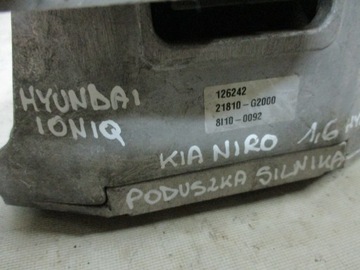 HYUNDAI
IONIQ
126242
21810-G2000
8I10-0092
KIA NIRO 1,6
PODUSZKA SILNIKA